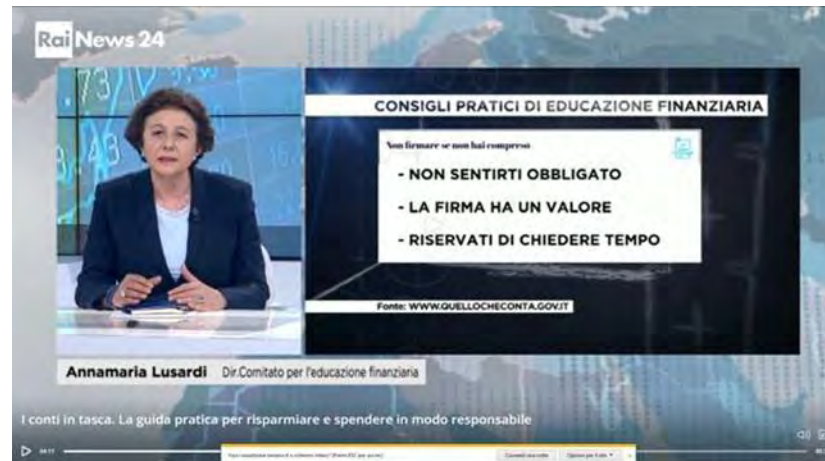 Rai News 24
CONSIGLI PRATICI DI EDUCAZIONE FINANZIARIA
Non firmare se non hai compreso
- NON SENTIRTI OBBLIGATO
- LA FIRMA HA UN VALORE
- RISERVATI DI CHIEDERE TEMPO
Fonte: WWW.QUELLOCHECONTA.GOV.IT
Annamaria Lusardi Dir.Comitato per l'educazione finanziaria
I conti in tasca. La guida pratica per risparmiare e spendere in modo responsabile